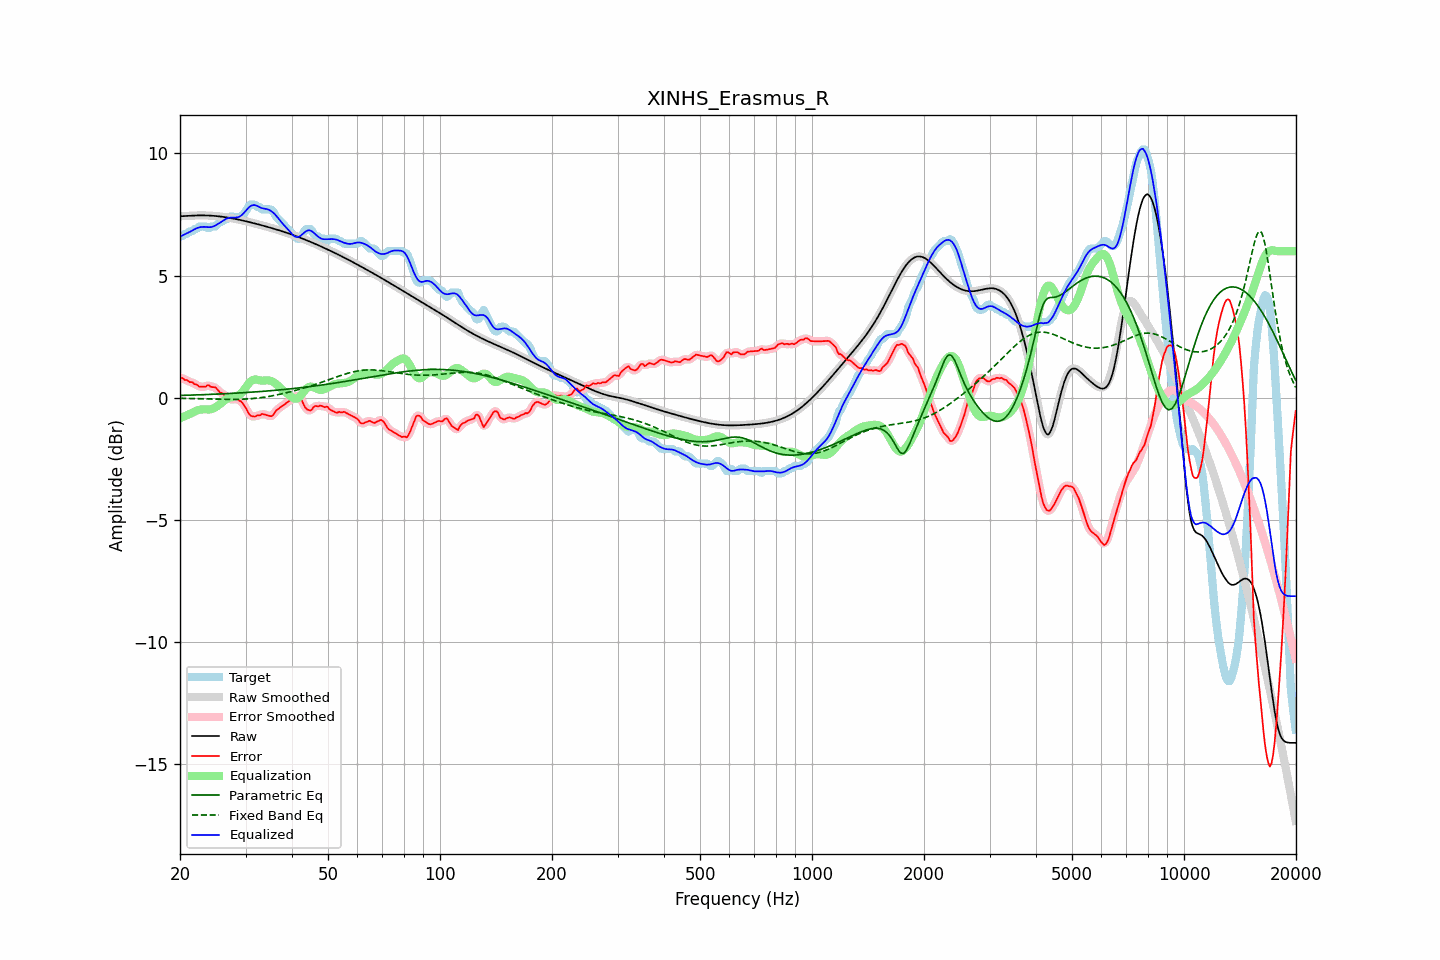 XINHS_Erasmus_R
Amplitude (dBr)
10
5
0
−5
−10
−15
Target
Raw Smoothed
Error Smoothed
Raw
Error
Equalization
Parametric Eq
Fixed Band Eq
Equalized
20 50 100 200 500 1000 2000 5000 10000 20000
Frequency (Hz)